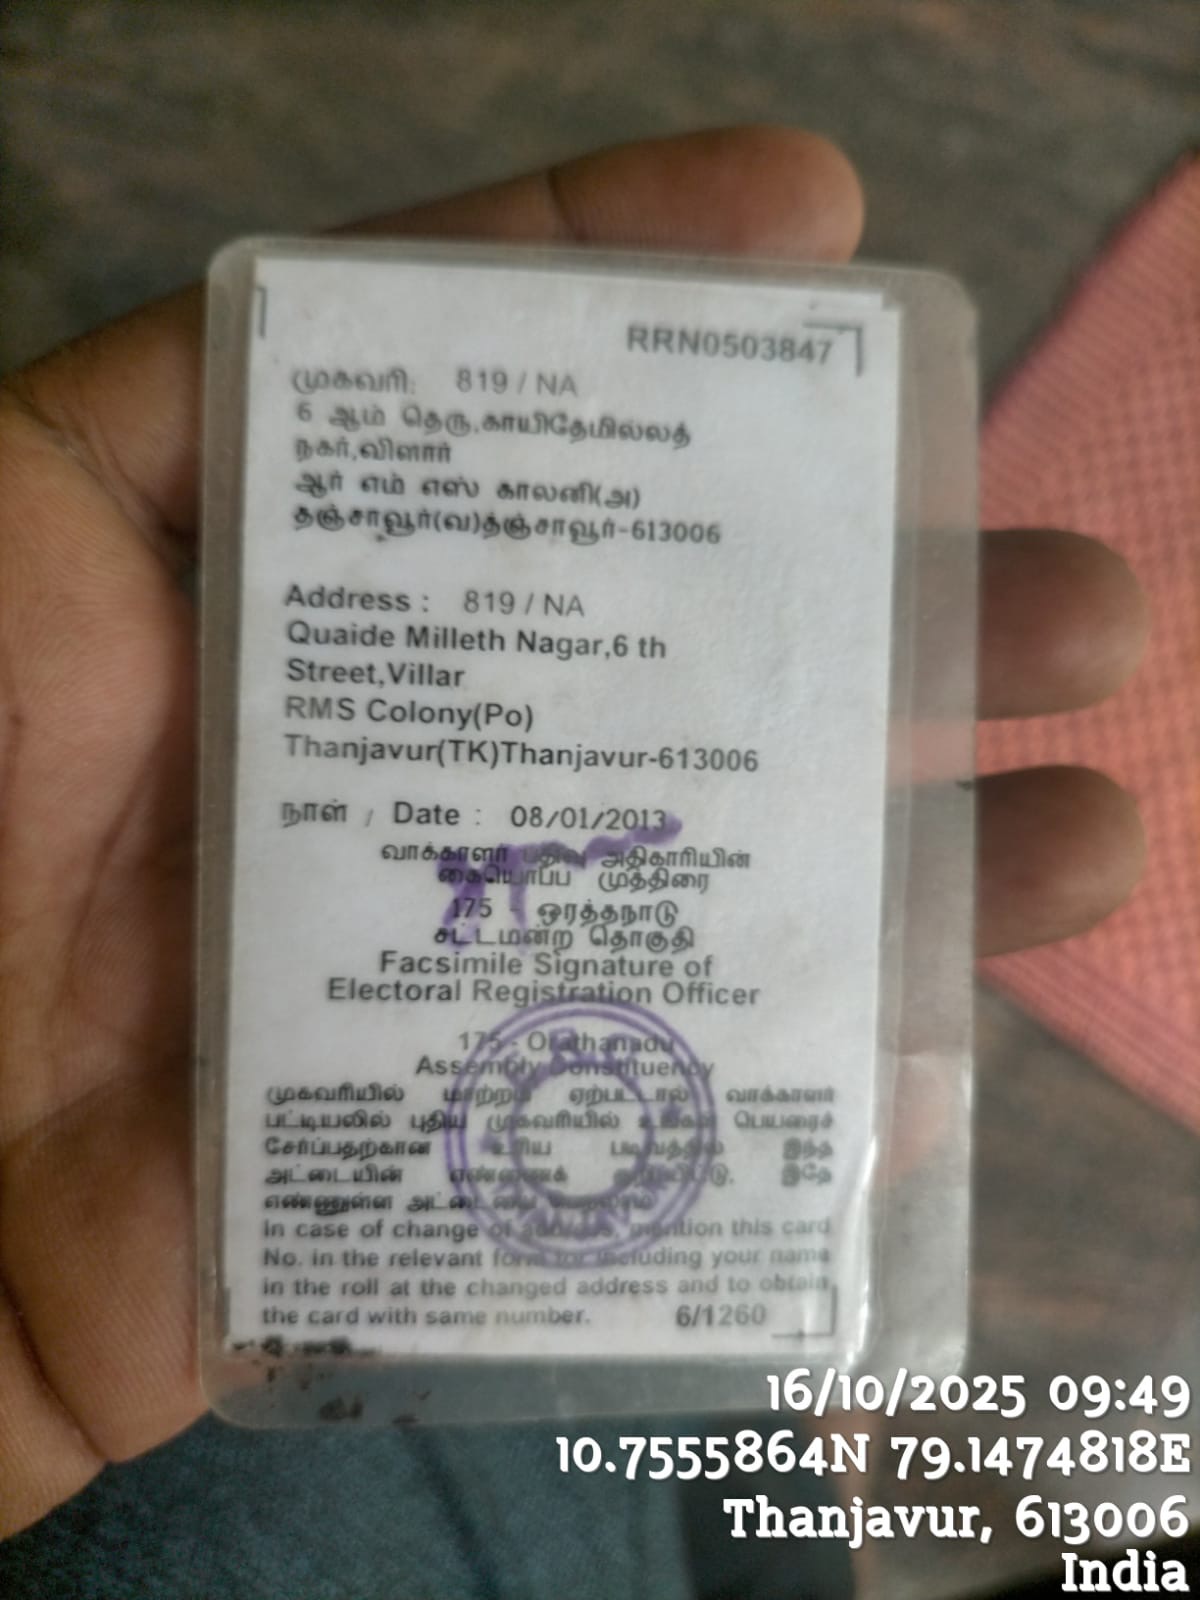 RRN0503847
முகவரி: 819 / NA
6 ஆம் தெரு,காயிதேமில்லத்
நகர்,விளார்
ஆர் எம் எஸ் காலனி(அ)
தஞ்சாவூர்(வ)தஞ்சாவூர்-613006
Address : 819 / NA
Quaide Milleth Nagar,6 th
Street,Villar
RMS Colony(Po)
Thanjavur(TK)Thanjavur-613006
நாள் / Date : 08/01/2013
வாக்காளர் பதிவு அதிகாரியின்
கையொப்ப முத்திரை
175 - ஒரத்தநாடு
சட்டமன்ற தொகுதி
Facsimile Signature of
Electoral Registration Officer
175 - Orathanadu
Assembly Constituency
முகவரியில் மாற்றம் ஏற்பட்டால் வாக்காளர்
பட்டியலில் புதிய முகவரியில் உங்கள் பெயரைச்
சேர்ப்பதற்கான உரிய படிவத்தில் இந்த
அட்டையின் எண்ணைக் குறிப்பிட்டு, இதே
எண்ணுள்ள அட்டையை பெறலாம்
In case of change of address, mention this card
No. in the relevant form for including your name
in the roll at the changed address and to obtain
the card with same number. 6/1260
16/10/2025 09:49
10.7555864N 79.1474818E
Thanjavur, 613006
India